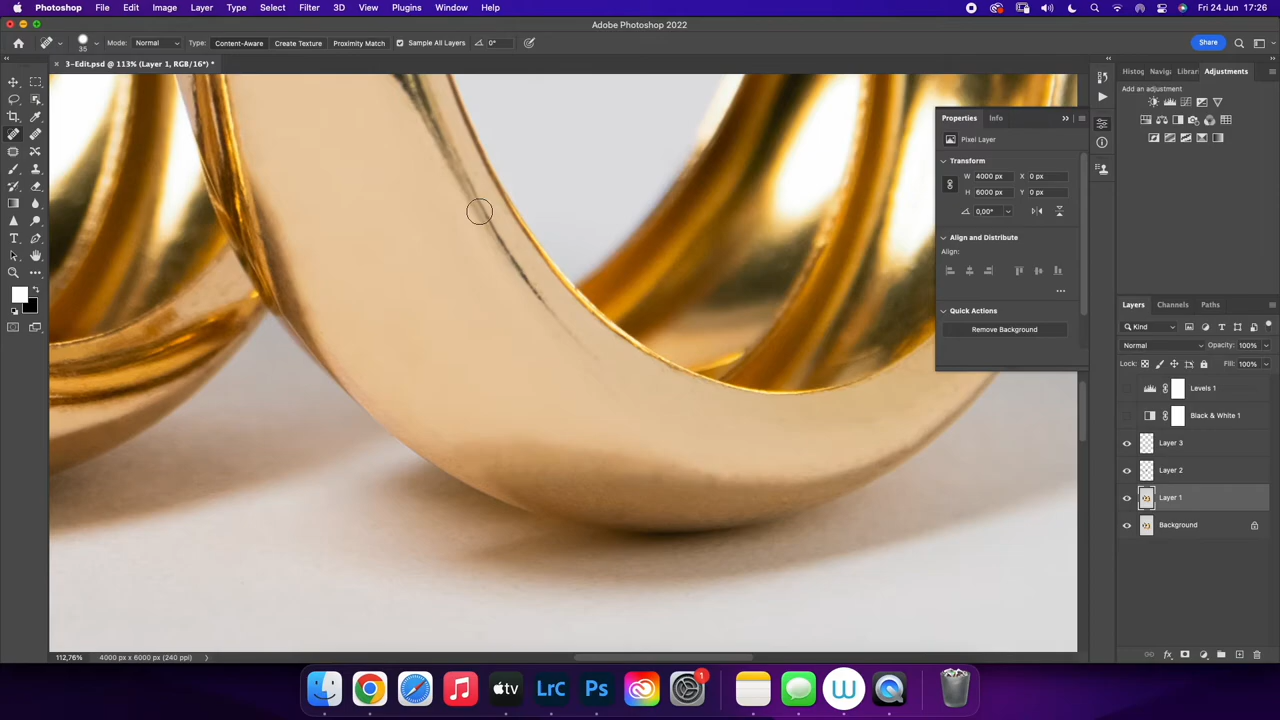 Photoshop File Edit Image Layer Type Select Filter 3D View Plugins Window Help Fri 24 Jun 17:26
Adobe Photoshop 2022
35 Mode: Normal Type: Content-Aware Create Texture Proximity Match Sample All Layers 0° Share
3-Edit.psd @ 113% (Layer 1, RGB/16*) *
Histog Naviga Librar Adjustments
Add an adjustment
Properties Info
Pixel Layer
Transform
W 4000 px X 0 px
H 6000 px Y 0 px
0,00°
Align and Distribute
Align:
Quick Actions
Remove Background
Layers Channels Paths
Kind
Normal Opacity: 100%
Lock: Fill: 100%
Levels 1
Black & White 1
Layer 3
Layer 2
Layer 1
Background
112,76% 4000 px x 6000 px (240 ppi)
tv LrC Ps 1 W